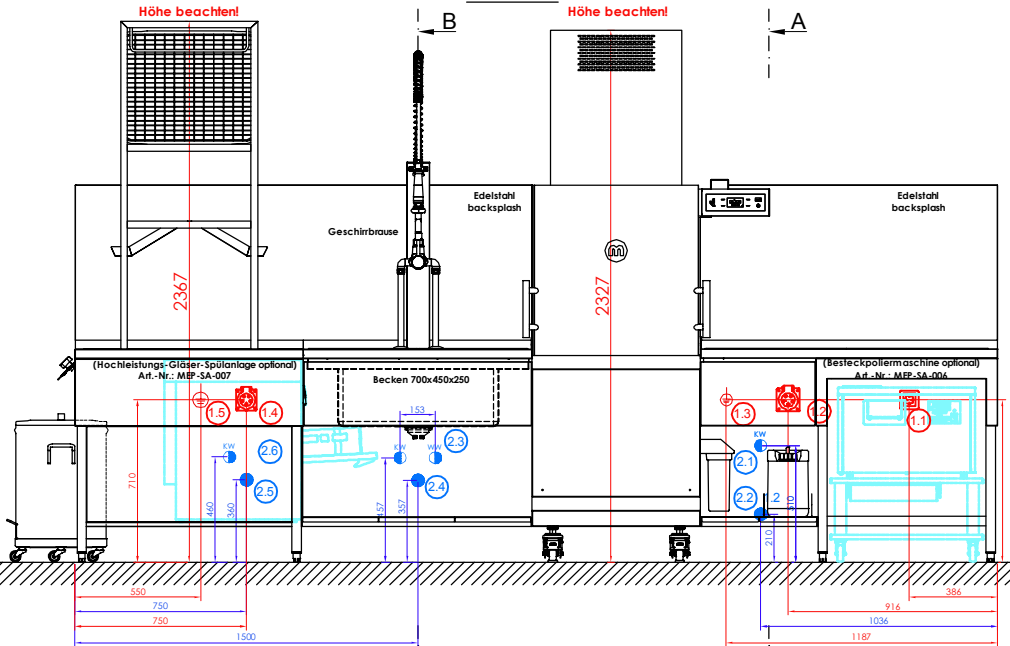 Höhe beachten!
Höhe beachten!
B
A
Edelstahl
backsplash
Edelstahl
backsplash
Geschirrbrause
m
2367
2327
(Hochleistungs-Gläser-Spülanlage optional)
Art.-Nr.: MEP-SA-007
Becken 700x450x250
(Besteckpoliermaschine optional)
Art.-Nr.: MEP-SA-006
1.5
1.4
1.3
1.2
1.1
153
KW
2.6
KW
WW
2.3
KW
2.1
2.5
2.4
2.2
.2
710
460
360
457
357
210
510
550
386
750
916
750
1036
1500
1187